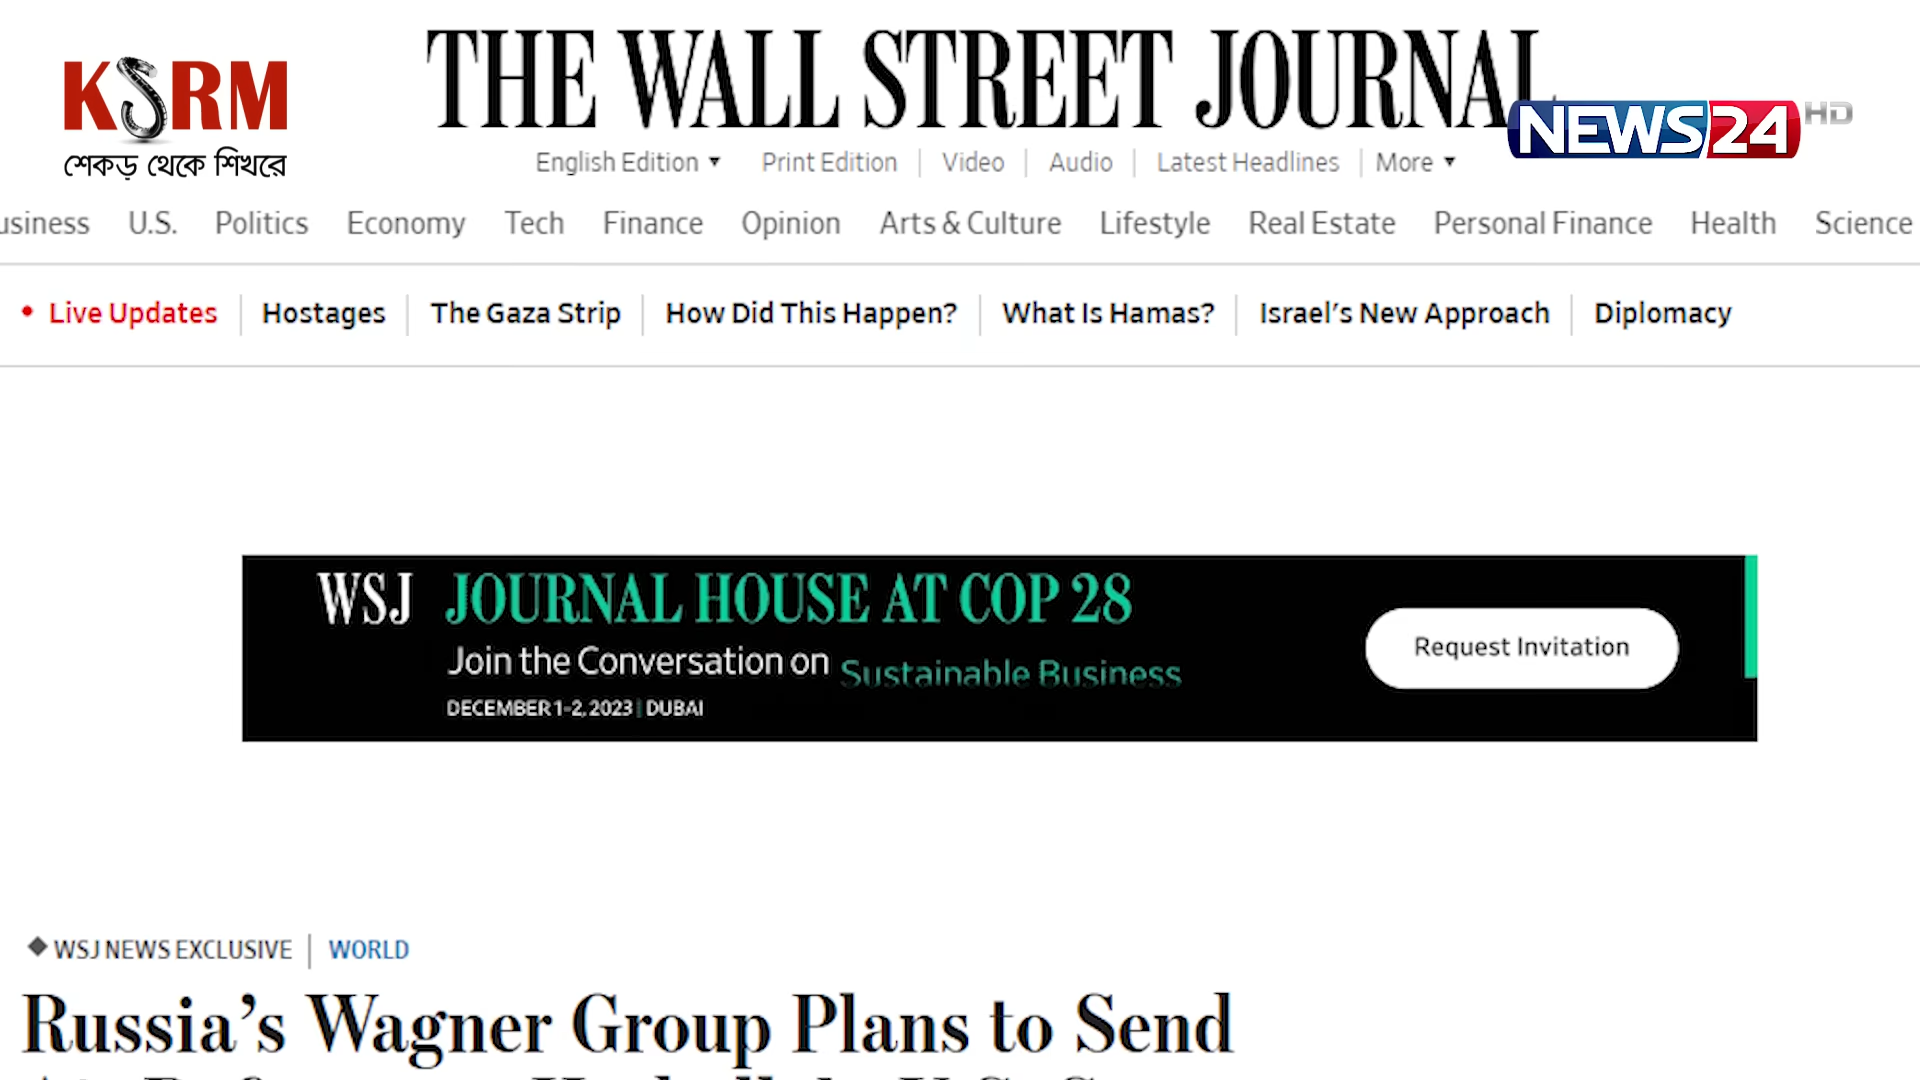 THE WALL STREET JOURNAL
KSRM
শেকড় থেকে শিখরে
NEWS24 HD
English Edition ▼ Print Edition | Video | Audio | Latest Headlines | More ▼
usiness U.S. Politics Economy Tech Finance Opinion Arts & Culture Lifestyle Real Estate Personal Finance Health Science
• Live Updates | Hostages | The Gaza Strip | How Did This Happen? | What Is Hamas? | Israel's New Approach | Diplomacy
WSJ JOURNAL HOUSE AT COP 28
Join the Conversation on Sustainable Business
DECEMBER 1-2, 2023 | DUBAI
Request Invitation
◆ WSJ NEWS EXCLUSIVE | WORLD
Russia's Wagner Group Plans to Send